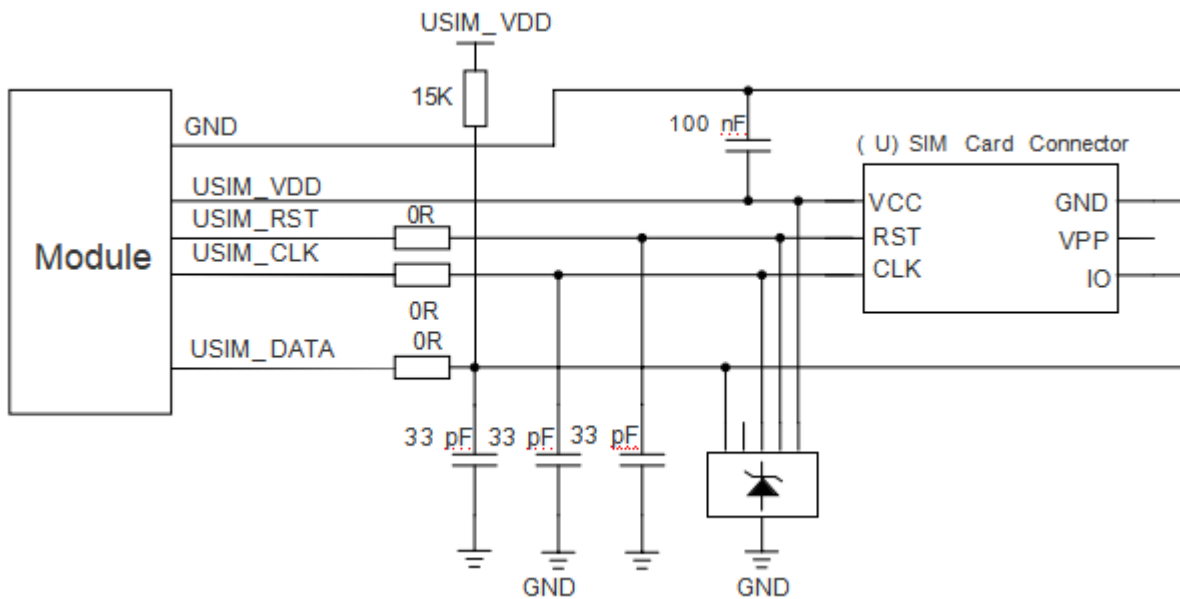 USIM_VDD
15K
GND
100 nF
( U) SIM Card Connector
USIM_VDD
VCC
GND
USIM_RST
0R
RST
VPP
Module
USIM_CLK
CLK
IO
0R
USIM_DATA
0R
33 pF
33 pF
33 pF
GND
GND